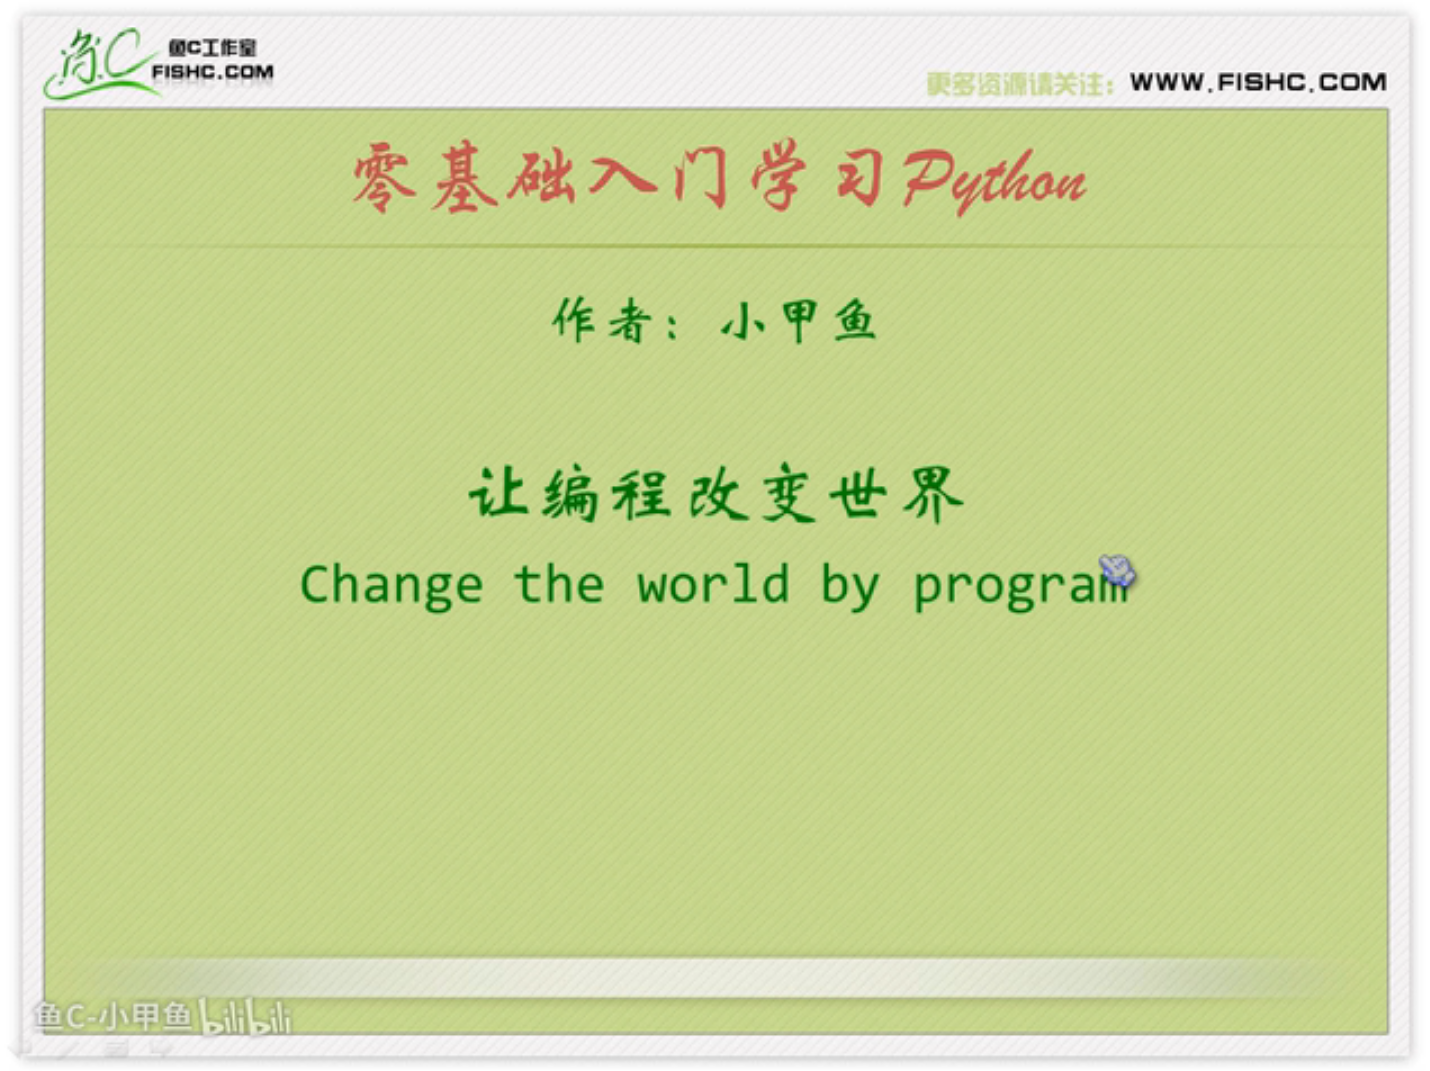 鱼C工作室
FISHC.COM
更多资源请关注：WWW.FISHC.COM
零基础入门学习Python
作者：小甲鱼
让编程改变世界
Change the world by program
鱼C-小甲鱼 bilibili